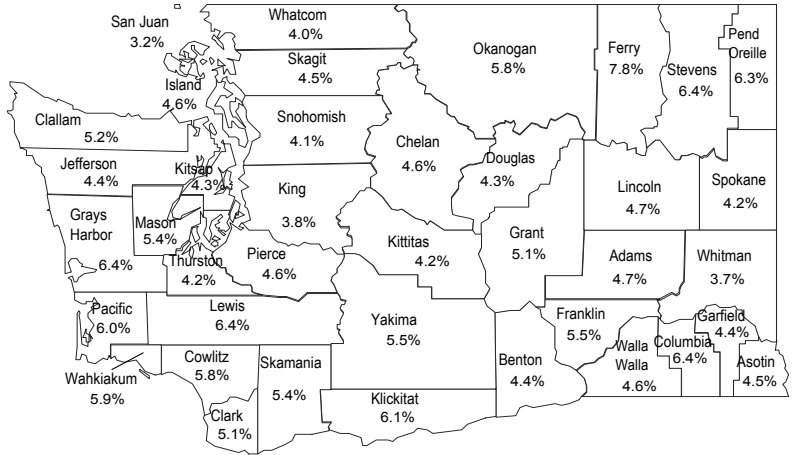 San Juan
3.2%
Whatcom
4.0%
Skagit
4.5%
Island
4.6%
Okanogan
5.8%
Ferry
7.8%
Stevens
6.4%
Pend
Oreille
6.3%
Clallam
5.2%
Snohomish
4.1%
Chelan
4.6%
Douglas
4.3%
Jefferson
4.4%
Kitsap
4.3%
King
3.8%
Lincoln
4.7%
Spokane
4.2%
Grays
Harbor
6.4%
Mason
5.4%
Thurston
4.2%
Pierce
4.6%
Kittitas
4.2%
Grant
5.1%
Adams
4.7%
Whitman
3.7%
Pacific
6.0%
Lewis
6.4%
Yakima
5.5%
Franklin
5.5%
Garfield
4.4%
Wahkiakum
5.9%
Cowlitz
5.8%
Skamania
5.4%
Benton
4.4%
Walla
Walla
4.6%
Columbia
6.4%
Asotin
4.5%
Clark
5.1%
Klickitat
6.1%